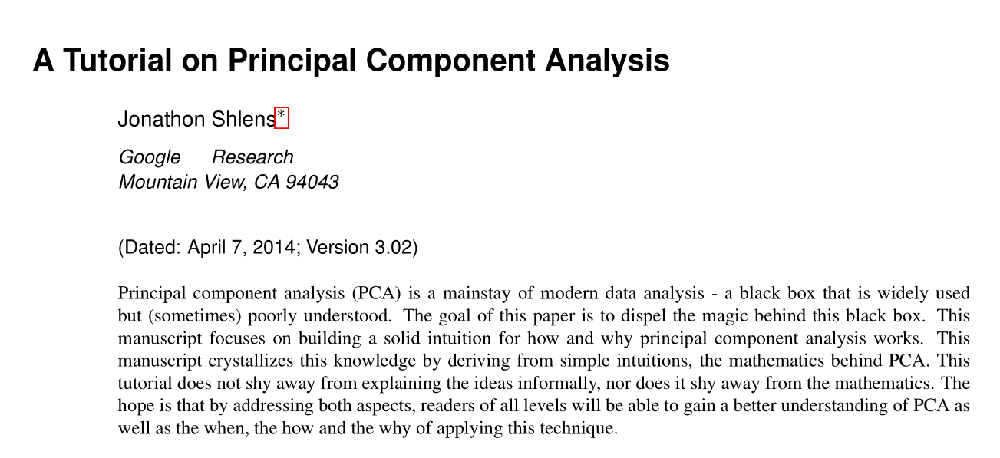 A Tutorial on Principal Component Analysis
Jonathon Shlens*
Google Research
Mountain View, CA 94043
(Dated: April 7, 2014; Version 3.02)
Principal component analysis (PCA) is a mainstay of modern data analysis - a black box that is widely used
but (sometimes) poorly understood. The goal of this paper is to dispel the magic behind this black box. This
manuscript focuses on building a solid intuition for how and why principal component analysis works. This
manuscript crystallizes this knowledge by deriving from simple intuitions, the mathematics behind PCA. This
tutorial does not shy away from explaining the ideas informally, nor does it shy away from the mathematics. The
hope is that by addressing both aspects, readers of all levels will be able to gain a better understanding of PCA as
well as the when, the how and the why of applying this technique.